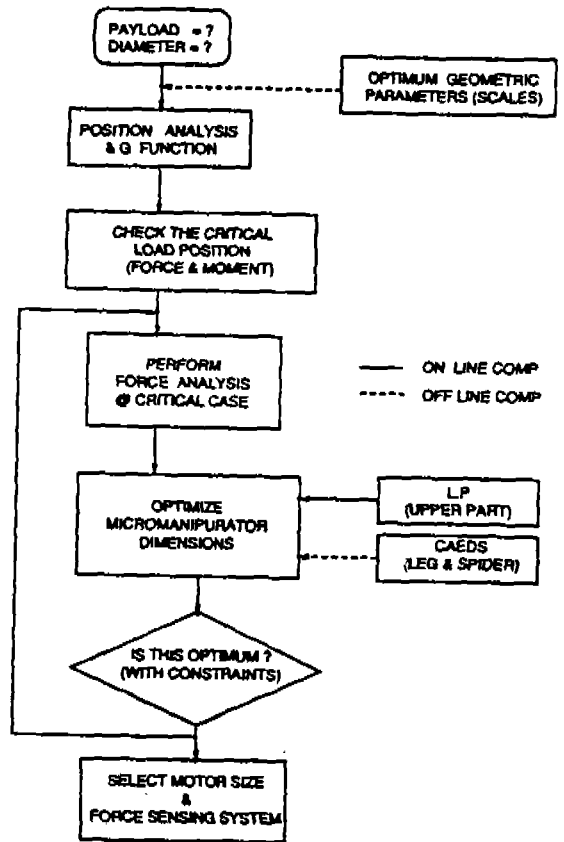 PAYLOAD = ?
DIAMETER = ?
OPTIMUM GEOMETRIC
PARAMETERS (SCALES)
POSITION ANALYSIS
& G FUNCTION
CHECK THE CRITICAL
LOAD POSITION
(FORCE & MOMENT)
PERFORM
FORCE ANALYSIS
@ CRITICAL CASE
ON LINE COMP
OFF LINE COMP
OPTIMIZE
MICROMANIPURATOR
DIMENSIONS
L.P
(UPPER PART)
CAEDS
(LEG & SPIDER)
IS THIS OPTIMUM ?
(WITH CONSTRAINTS)
SELECT MOTOR SIZE
&
FORCE SENSING SYSTEM